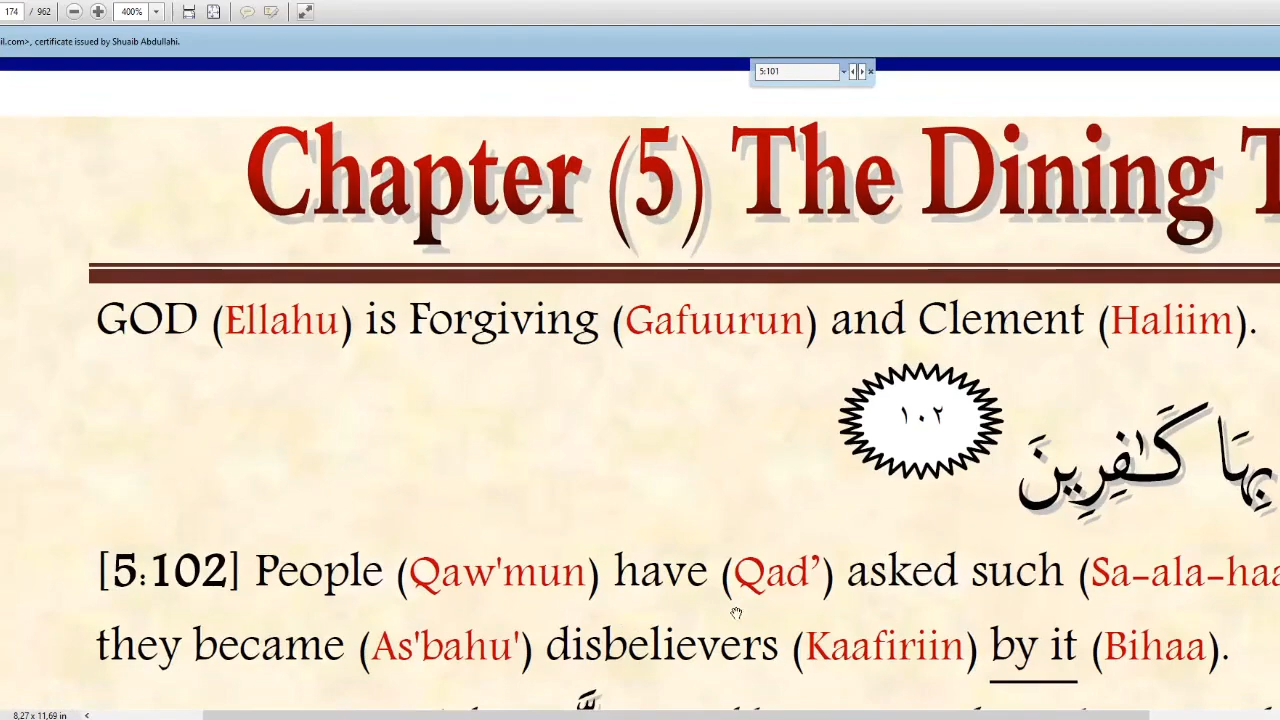 174 / 962 400%
il.com>, certificate issued by Shuaib Abdullahi.
5:101
Chapter (5) The Dining T
GOD (Ellahu) is Forgiving (Gafuurun) and Clement (Haliim).
١٠٢
بِهَا كَـٰفِرِينَ
[5:102] People (Qaw'mun) have (Qad’) asked such (Sa-ala-haa
they became (As'bahu') disbelievers (Kaafiriin) by it (Bihaa).
8,27 x 11,69 in